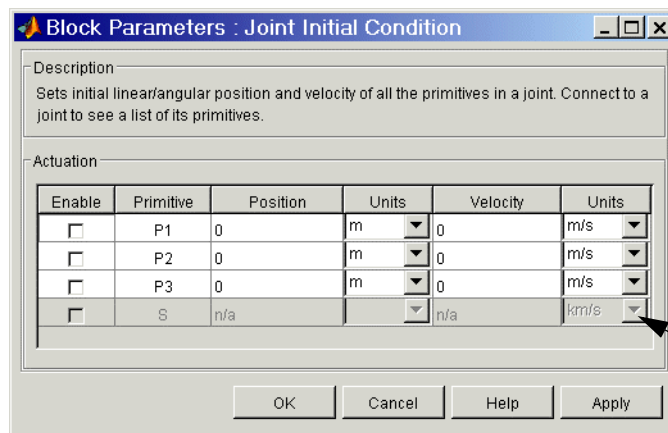 Block Parameters : Joint Initial Condition
Description
Sets initial linear/angular position and velocity of all the primitives in a joint. Connect to a
joint to see a list of its primitives.
Actuation
Enable Primitive Position Units Velocity Units
P1 0 m 0 m/s
P2 0 m 0 m/s
P3 0 m 0 m/s
S n/a n/a km/s
OK Cancel Help Apply